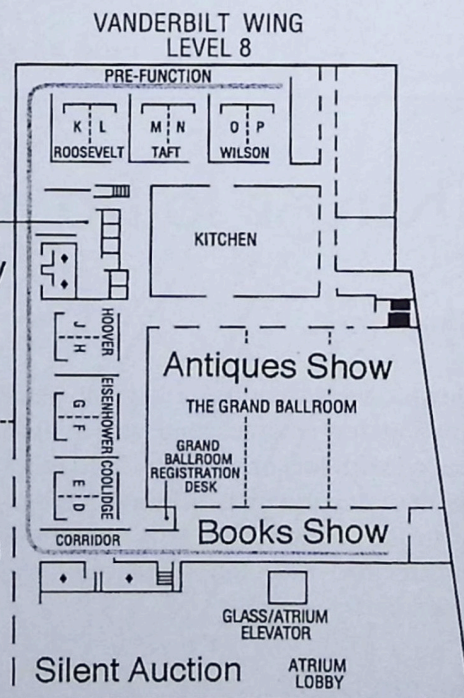 VANDERBILT WING
LEVEL 8
PRE-FUNCTION
K L
M N
O P
ROOSEVELT
TAFT
WILSON
KITCHEN
J
H
HOOVER
Antiques Show
THE GRAND BALLROOM
G
F
EISENHOWER
GRAND
BALLROOM
REGISTRATION
DESK
E
D
COOLIDGE
Books Show
CORRIDOR
GLASS/ATRIUM
ELEVATOR
Silent Auction
ATRIUM
LOBBY